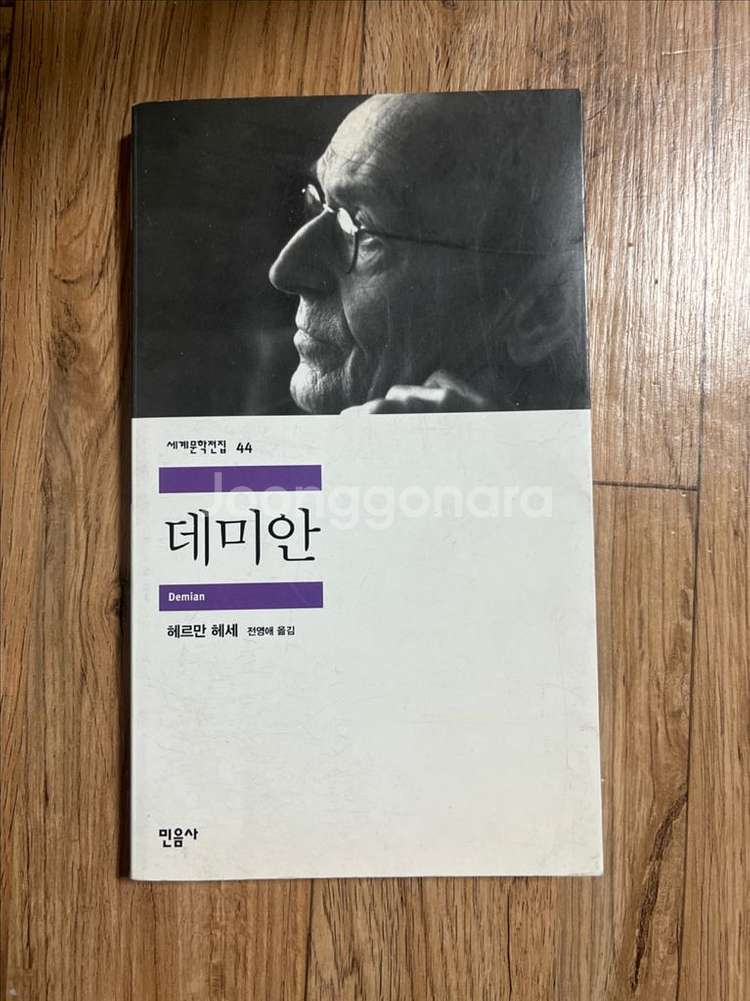 세계문학전집 44
Joonggonara
데미안
Demian
헤르만 헤세 전영애 옮김
민음사